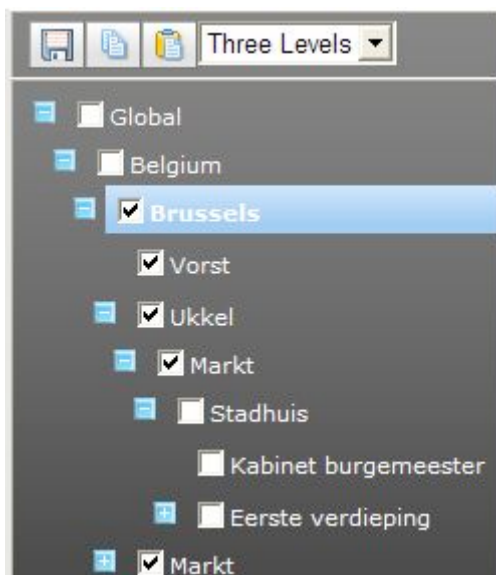 Three Levels
Global
Belgium
Brussels
Vorst
Ukkel
Markt
Stadhuis
Kabinet burgemeester
Eerste verdieping
Markt